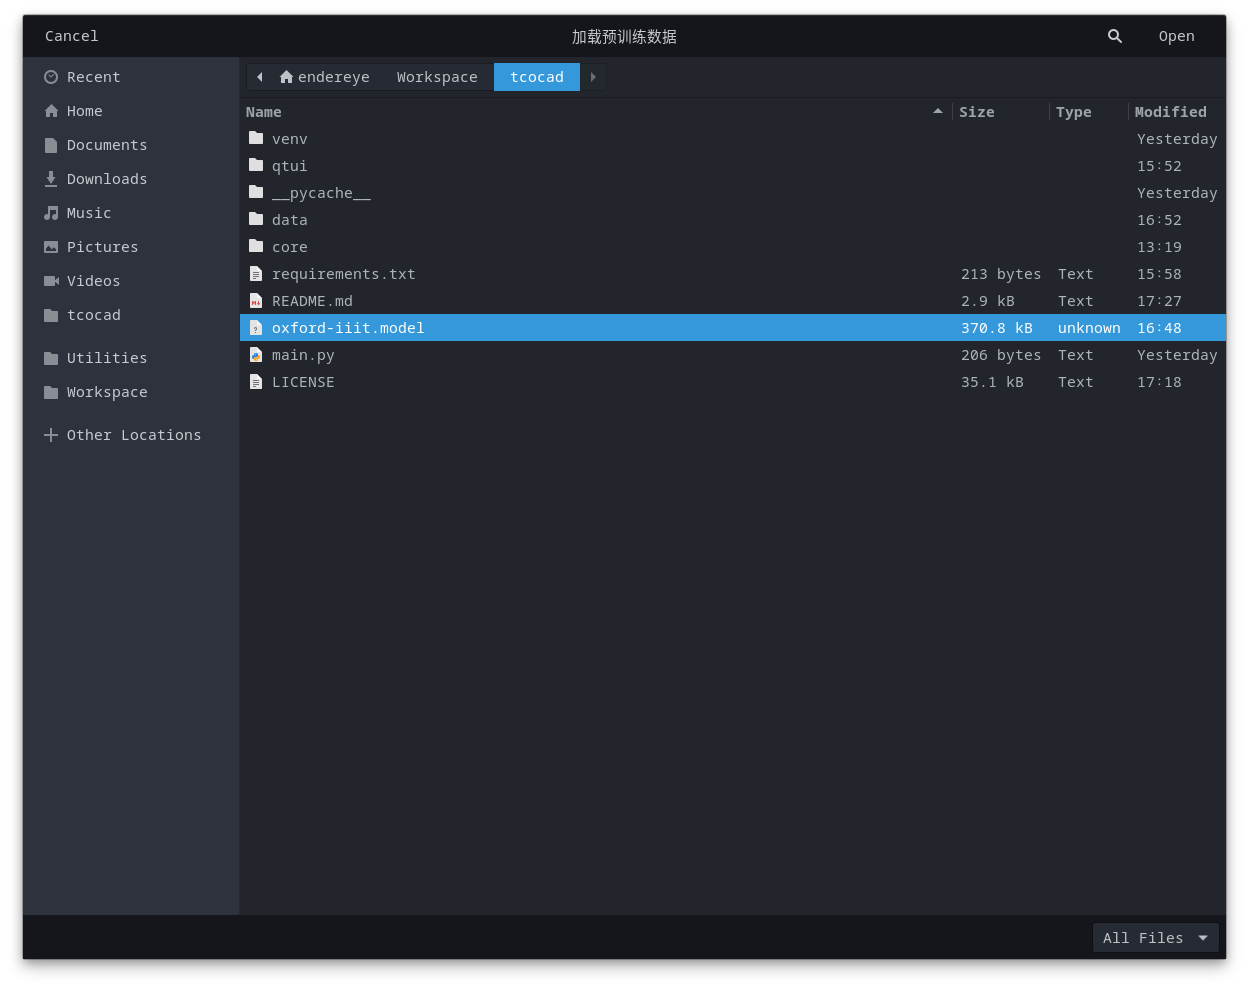 Cancel 加载预训练数据 Open
Recent
Home
Documents
Downloads
Music
Pictures
Videos
tcocad
Utilities
Workspace
Other Locations
endereye Workspace tcocad
Name Size Type Modified
venv Yesterday
qtui 15:52
__pycache__ Yesterday
data 16:52
core 13:19
requirements.txt 213 bytes Text 15:58
README.md 2.9 kB Text 17:27
oxford-iiit.model 370.8 kB unknown 16:48
main.py 206 bytes Text Yesterday
LICENSE 35.1 kB Text 17:18
All Files